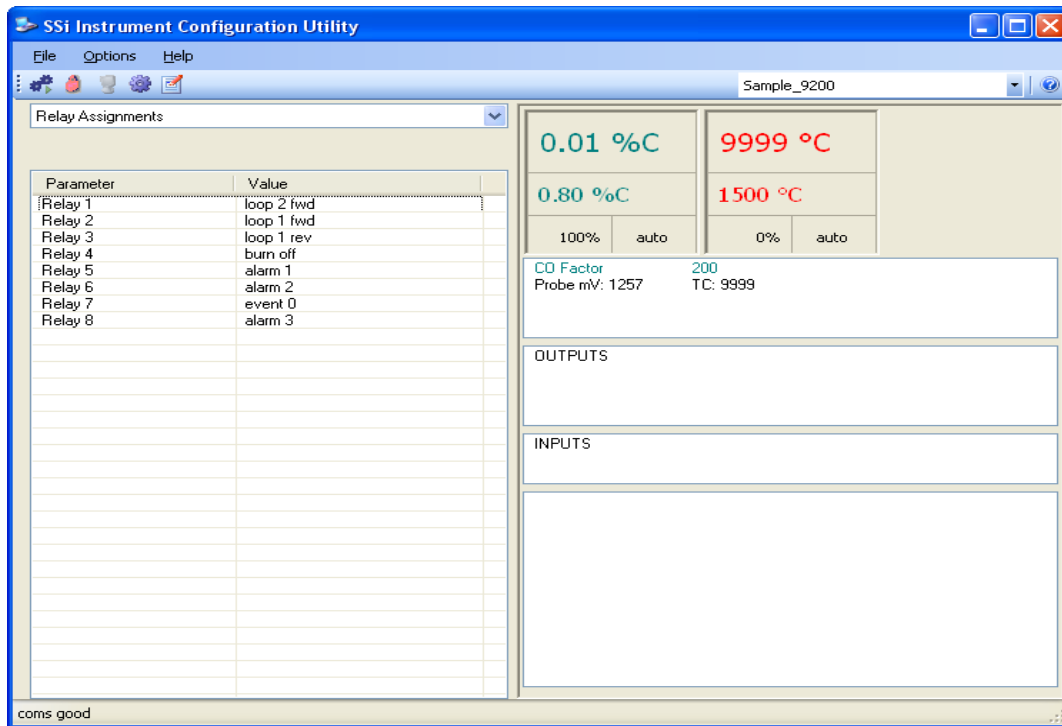 SSi Instrument Configuration Utility
File Options Help
Sample_9200
Relay Assignments
Parameter Value
Relay 1 loop 2 fwd
Relay 2 loop 1 fwd
Relay 3 loop 1 rev
Relay 4 burn off
Relay 5 alarm 1
Relay 6 alarm 2
Relay 7 event 0
Relay 8 alarm 3
0.01 %C
0.80 %C
100% auto
9999 °C
1500 °C
0% auto
CO Factor 200
Probe mV: 1257 TC: 9999
OUTPUTS
INPUTS
coms good